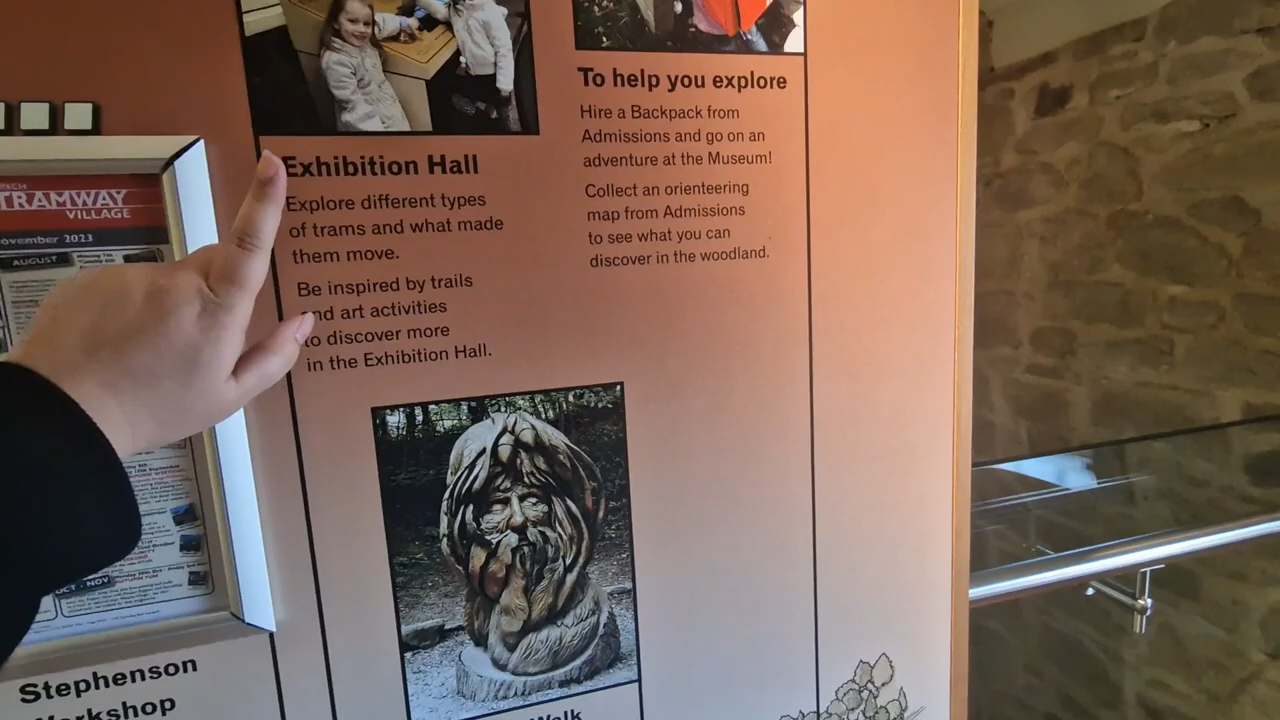 To help you explore
Hire a Backpack from
Admissions and go on an
adventure at the Museum!
Collect an orienteering
map from Admissions
to see what you can
discover in the woodland.
Exhibition Hall
Explore different types
of trams and what made
them move.
Be inspired by trails
and art activities
to discover more
in the Exhibition Hall.
TRAMWAY
VILLAGE
November 2023
AUGUST
OCT - NOV
Stephenson
Workshop
Walk